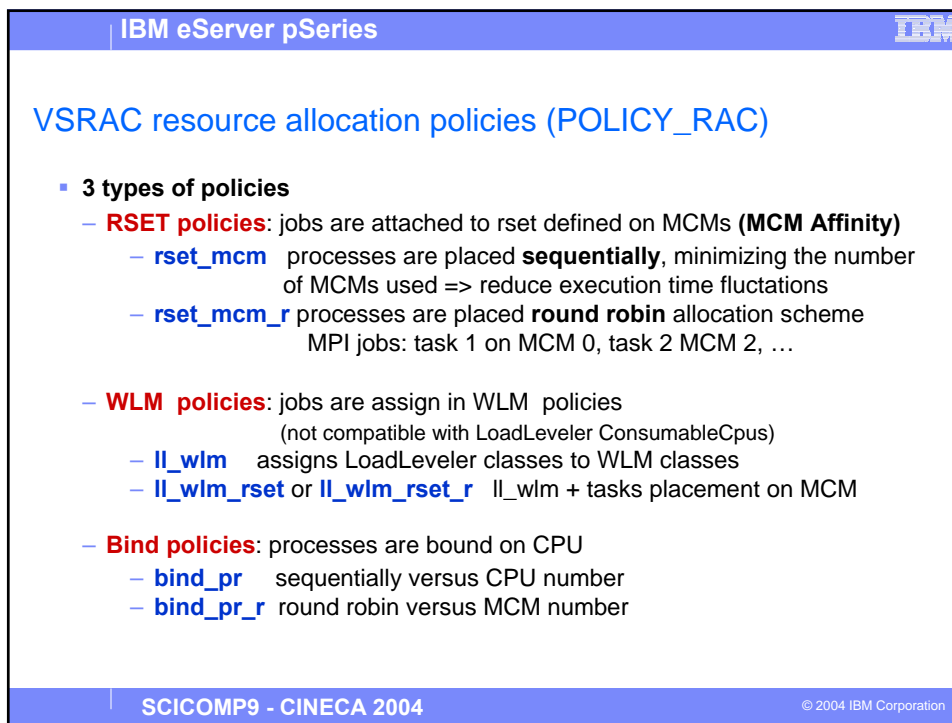 IBM eServer pSeries
IBM
VSRAC resource allocation policies (POLICY_RAC)
▪ 3 types of policies
– RSET policies: jobs are attached to rset defined on MCMs (MCM Affinity)
– rset_mcm processes are placed sequentially, minimizing the number
of MCMs used => reduce execution time fluctations
– rset_mcm_r processes are placed round robin allocation scheme
MPI jobs: task 1 on MCM 0, task 2 MCM 2, …
– WLM policies: jobs are assign in WLM policies
(not compatible with LoadLeveler ConsumableCpus)
– ll_wlm assigns LoadLeveler classes to WLM classes
– ll_wlm_rset or ll_wlm_rset_r ll_wlm + tasks placement on MCM
– Bind policies: processes are bound on CPU
– bind_pr sequentially versus CPU number
– bind_pr_r round robin versus MCM number
SCICOMP9 - CINECA 2004
© 2004 IBM Corporation